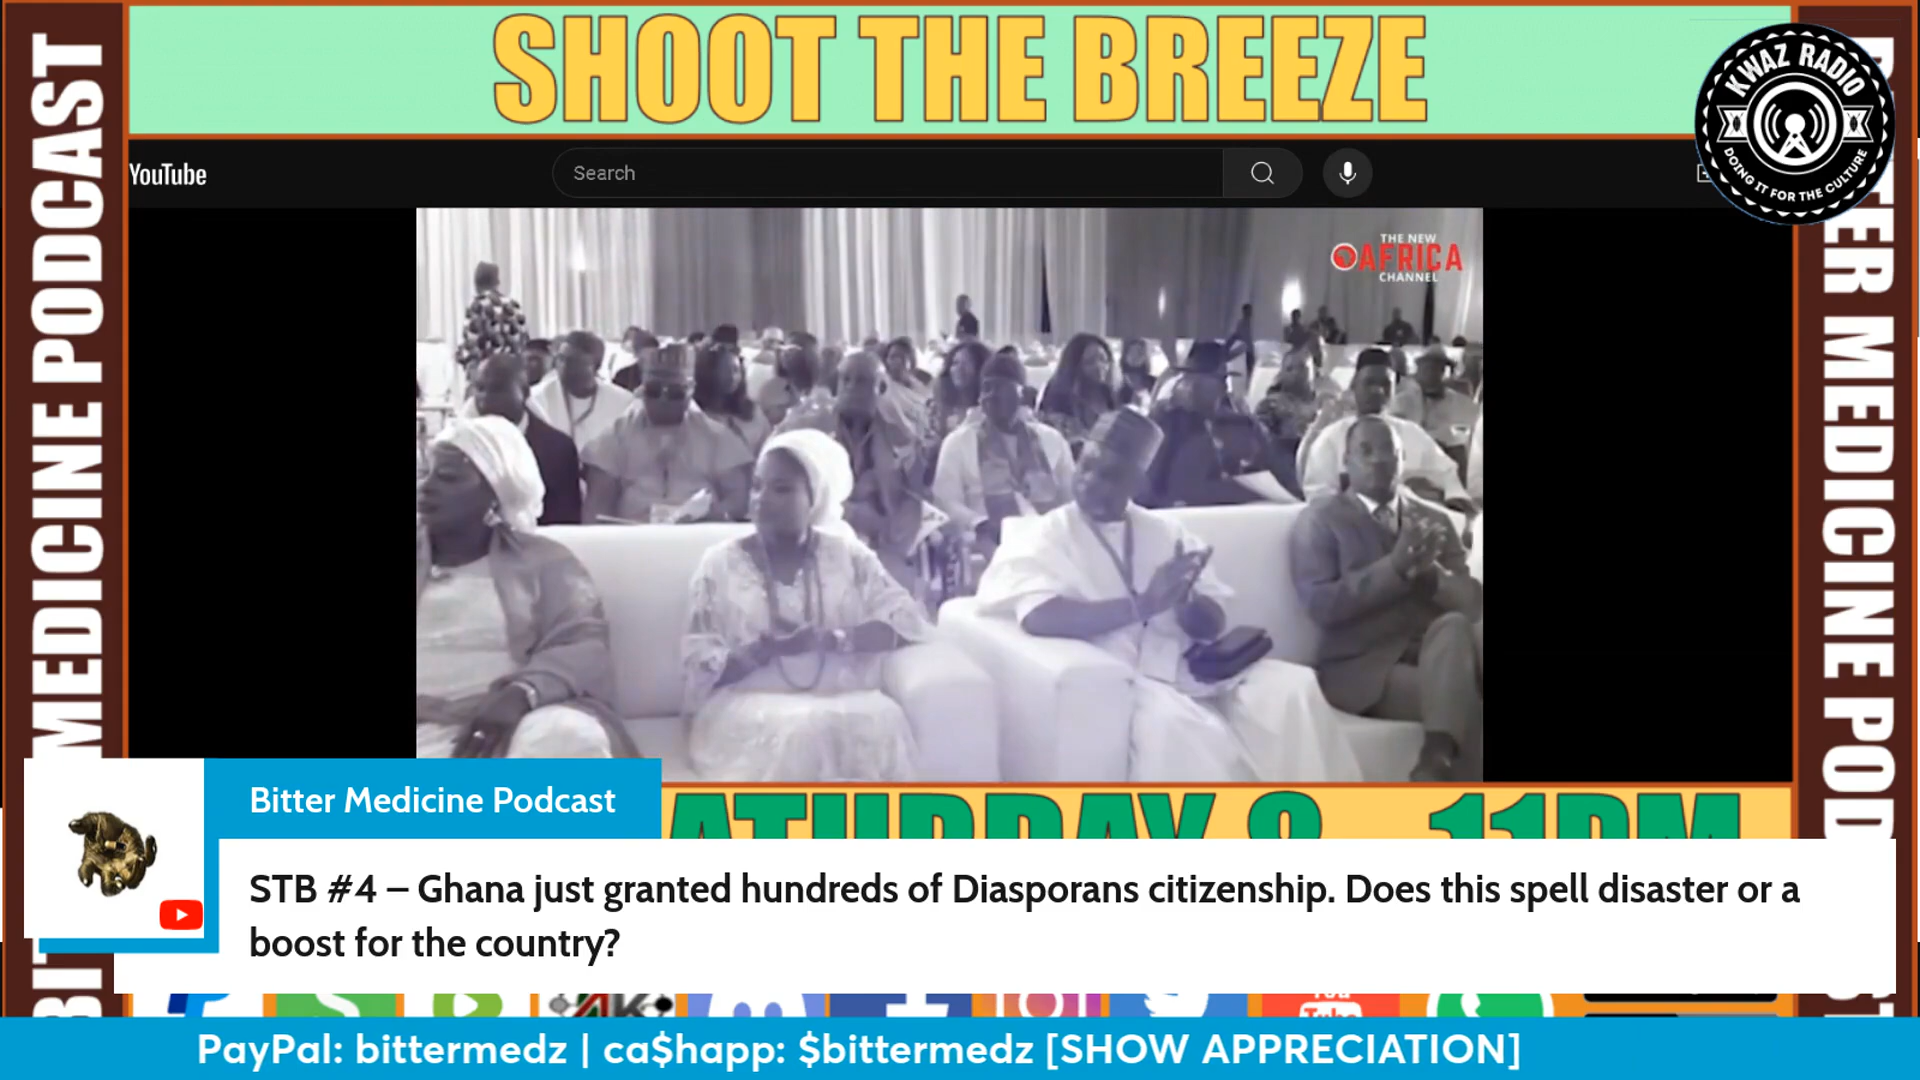 SHOOT THE BREEZE
KWAZ RADIO
DOING IT FOR THE CULTURE
YouTube
Search
THE NEW
AFRICA
CHANNEL
MEDICINE PODCAST
BITTER MEDICINE POD
Bitter Medicine Podcast
STB #4 – Ghana just granted hundreds of Diasporans citizenship. Does this spell disaster or a
boost for the country?
PayPal: bittermedz | ca$happ: $bittermedz [SHOW APPRECIATION]